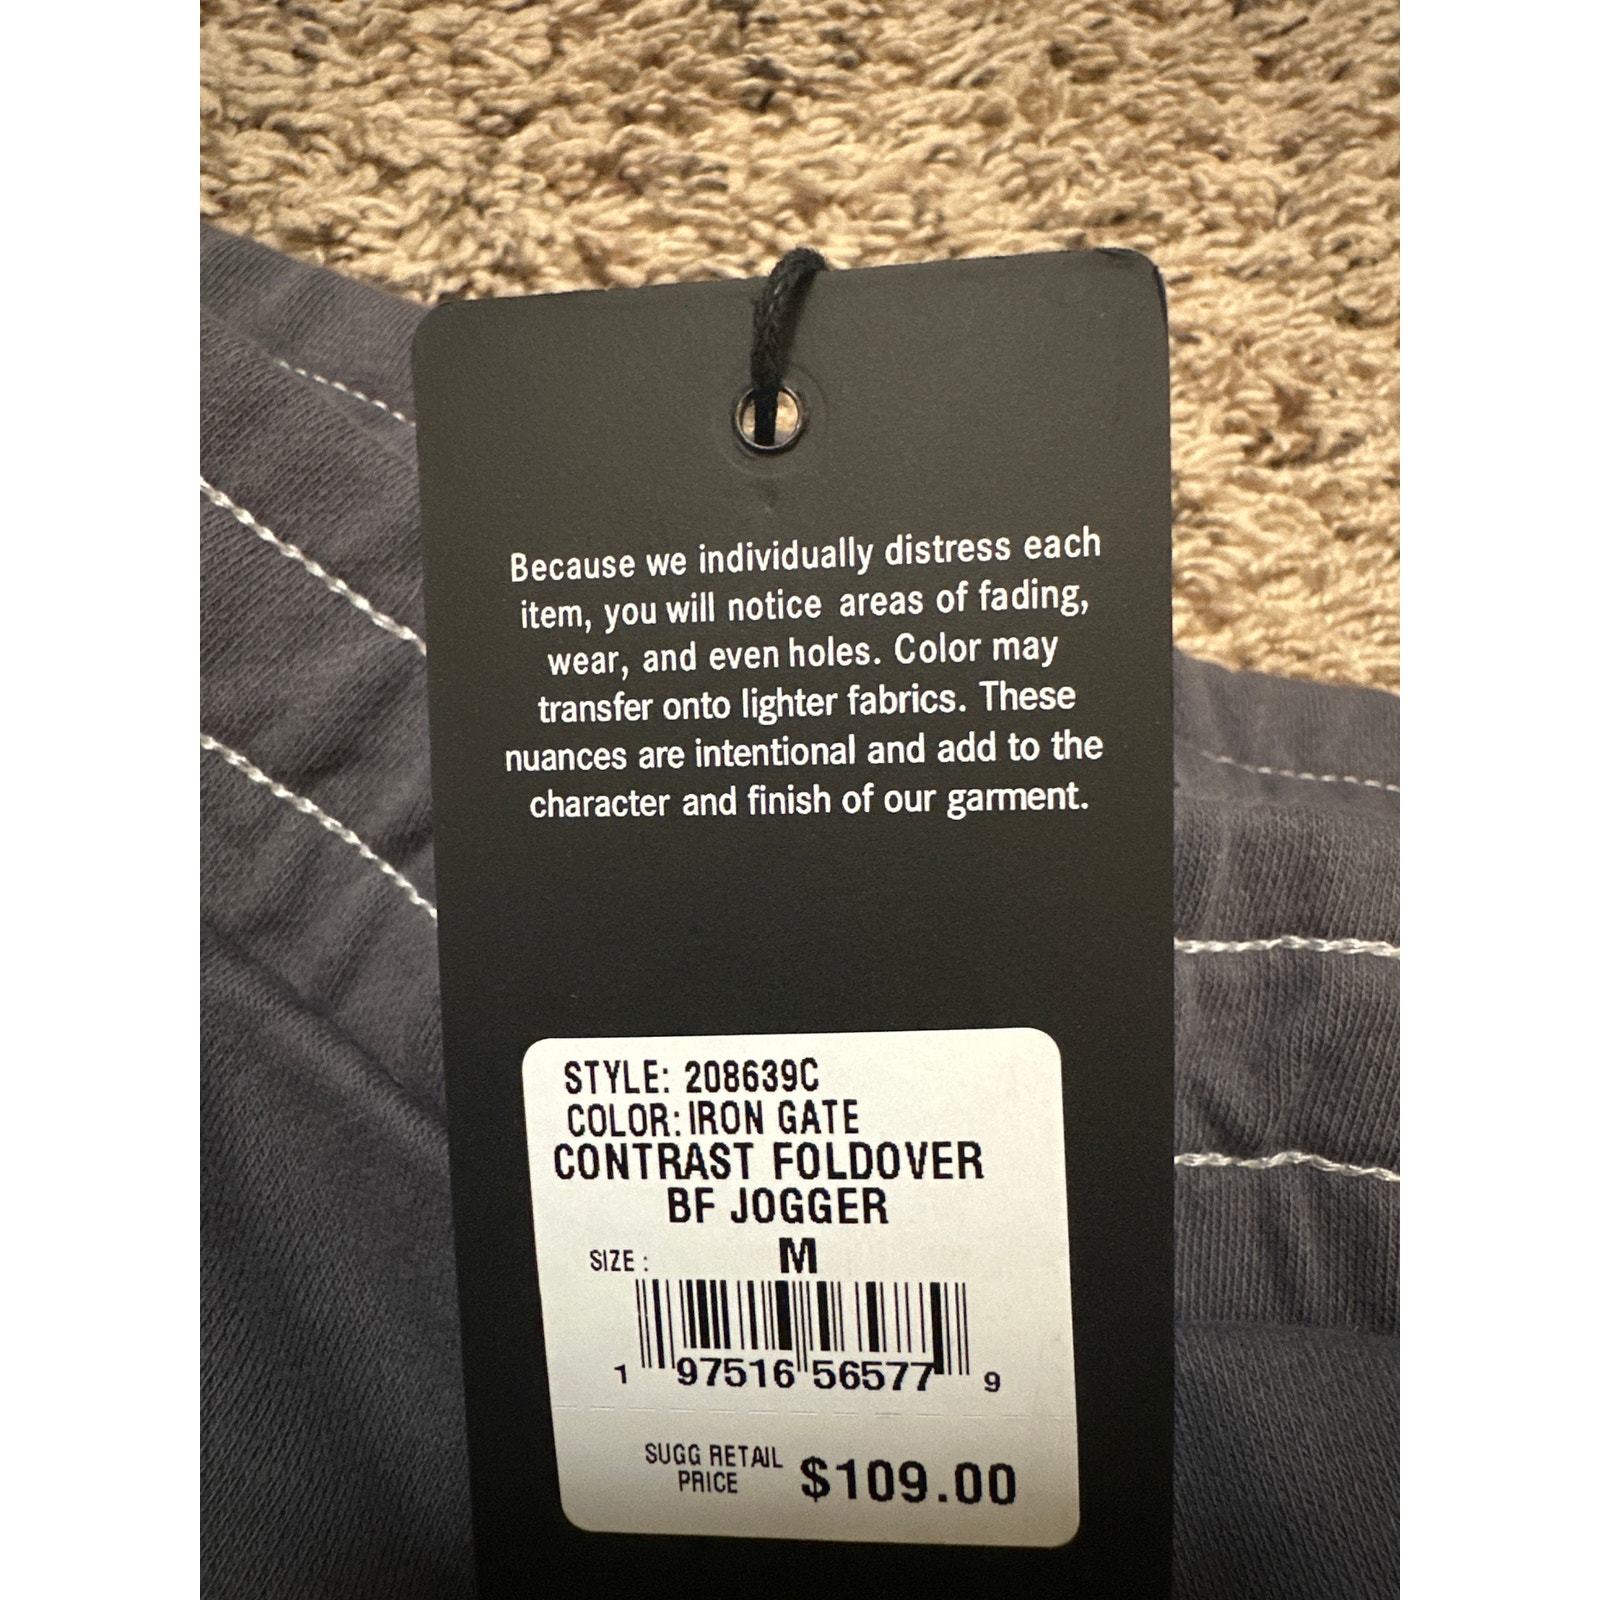 Because we individually distress each
item, you will notice areas of fading,
wear, and even holes. Color may
transfer onto lighter fabrics. These
nuances are intentional and add to the
character and finish of our garment.
STYLE: 208639C
COLOR: IRON GATE
CONTRAST FOLDOVER
BF JOGGER
SIZE : M
1 97516 56577 9
SUGG RETAIL
PRICE $109.00